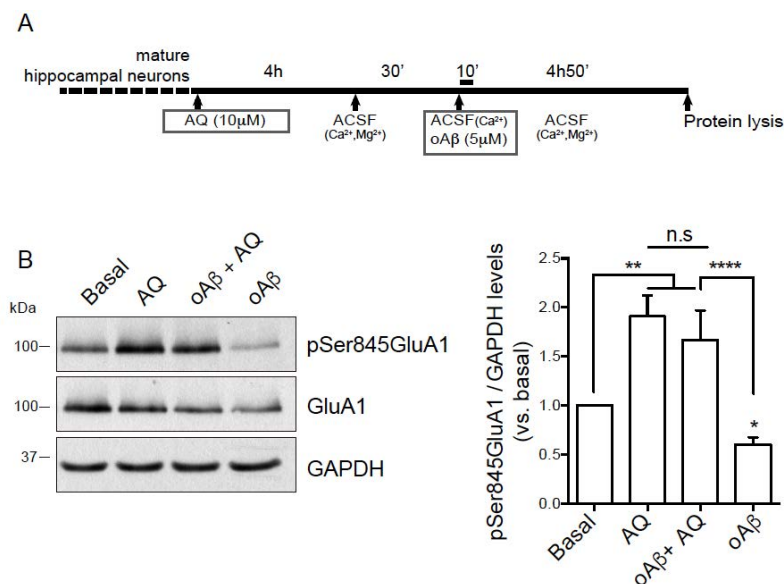 A
mature
hippocampal neurons
4h
30’
10’
4h50’
AQ (10μM)
ACSF
(Ca²⁺,Mg²⁺)
ACSF(Ca²⁺)
oAβ (5μM)
ACSF
(Ca²⁺,Mg²⁺)
Protein lysis
B
kDa
Basal
AQ
oAβ + AQ
oAβ
100
pSer845GluA1
100
GluA1
37
GAPDH
pSer845GluA1 / GAPDH levels
(vs. basal)
2.5
2.0
1.5
1.0
0.5
0.0
n.s
**
****
*
Basal
AQ
oAβ+ AQ
oAβ